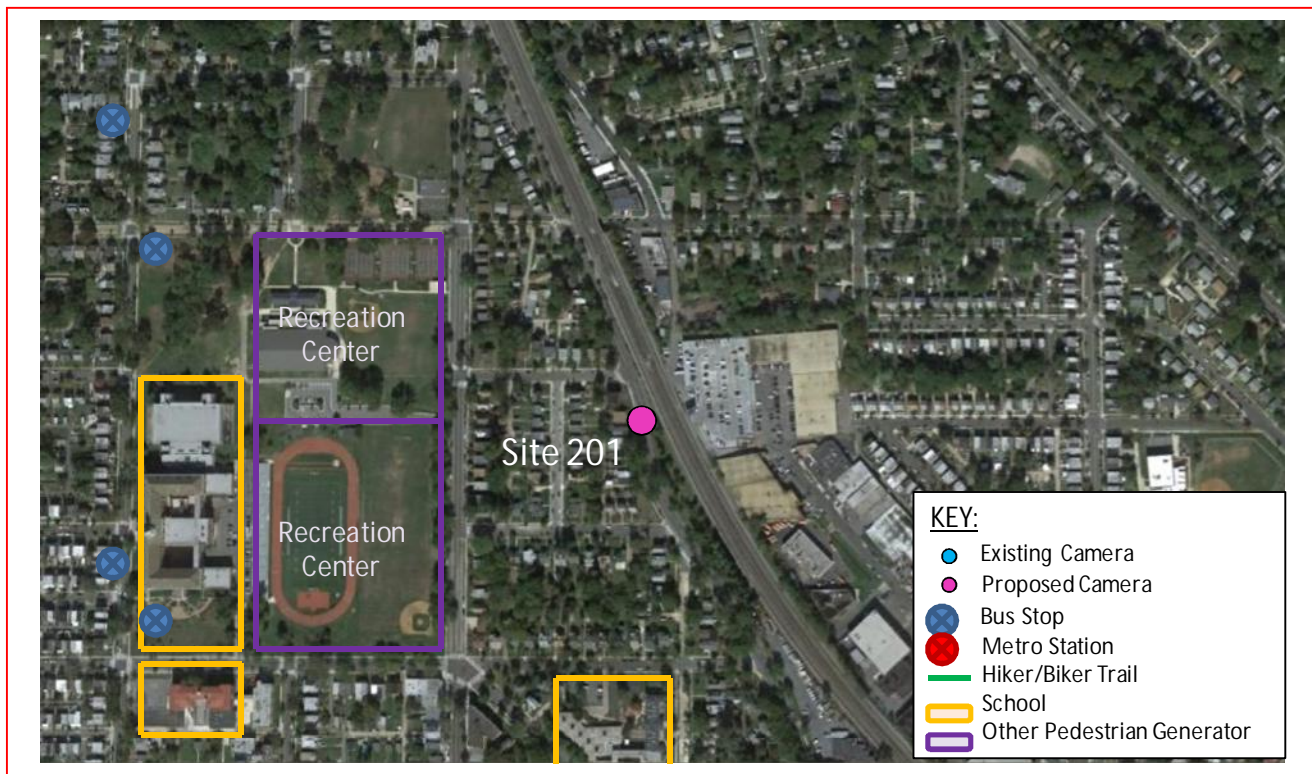 Recreation
Center
Site 201
Recreation
Center
KEY:
Existing Camera
Proposed Camera
Bus Stop
Metro Station
Hiker/Biker Trail
School
Other Pedestrian Generator